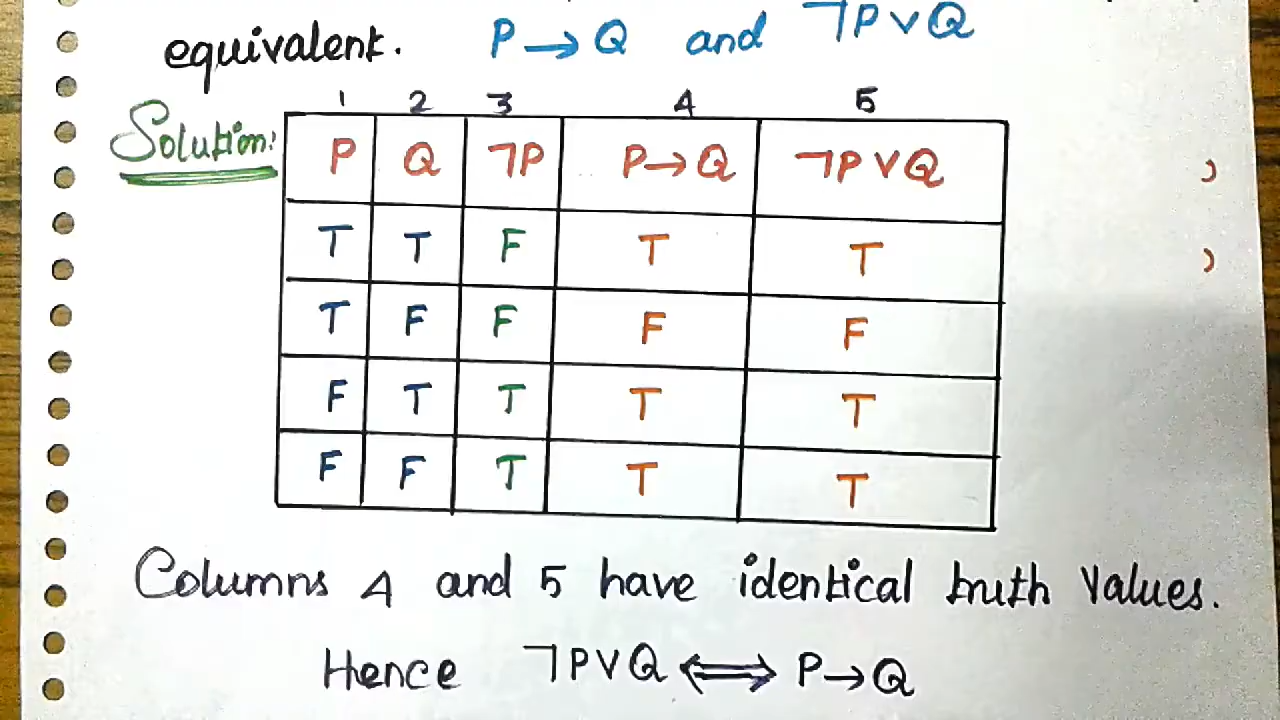 equivalent. P → Q and ¬P ∨ Q
1 2 3 4 5
Solution:
P Q ¬P P → Q ¬P ∨ Q
T T F T T
T F F F F
F T T T T
F F T T T
Columns 4 and 5 have identical truth values.
Hence ¬P ∨ Q ⟺ P → Q